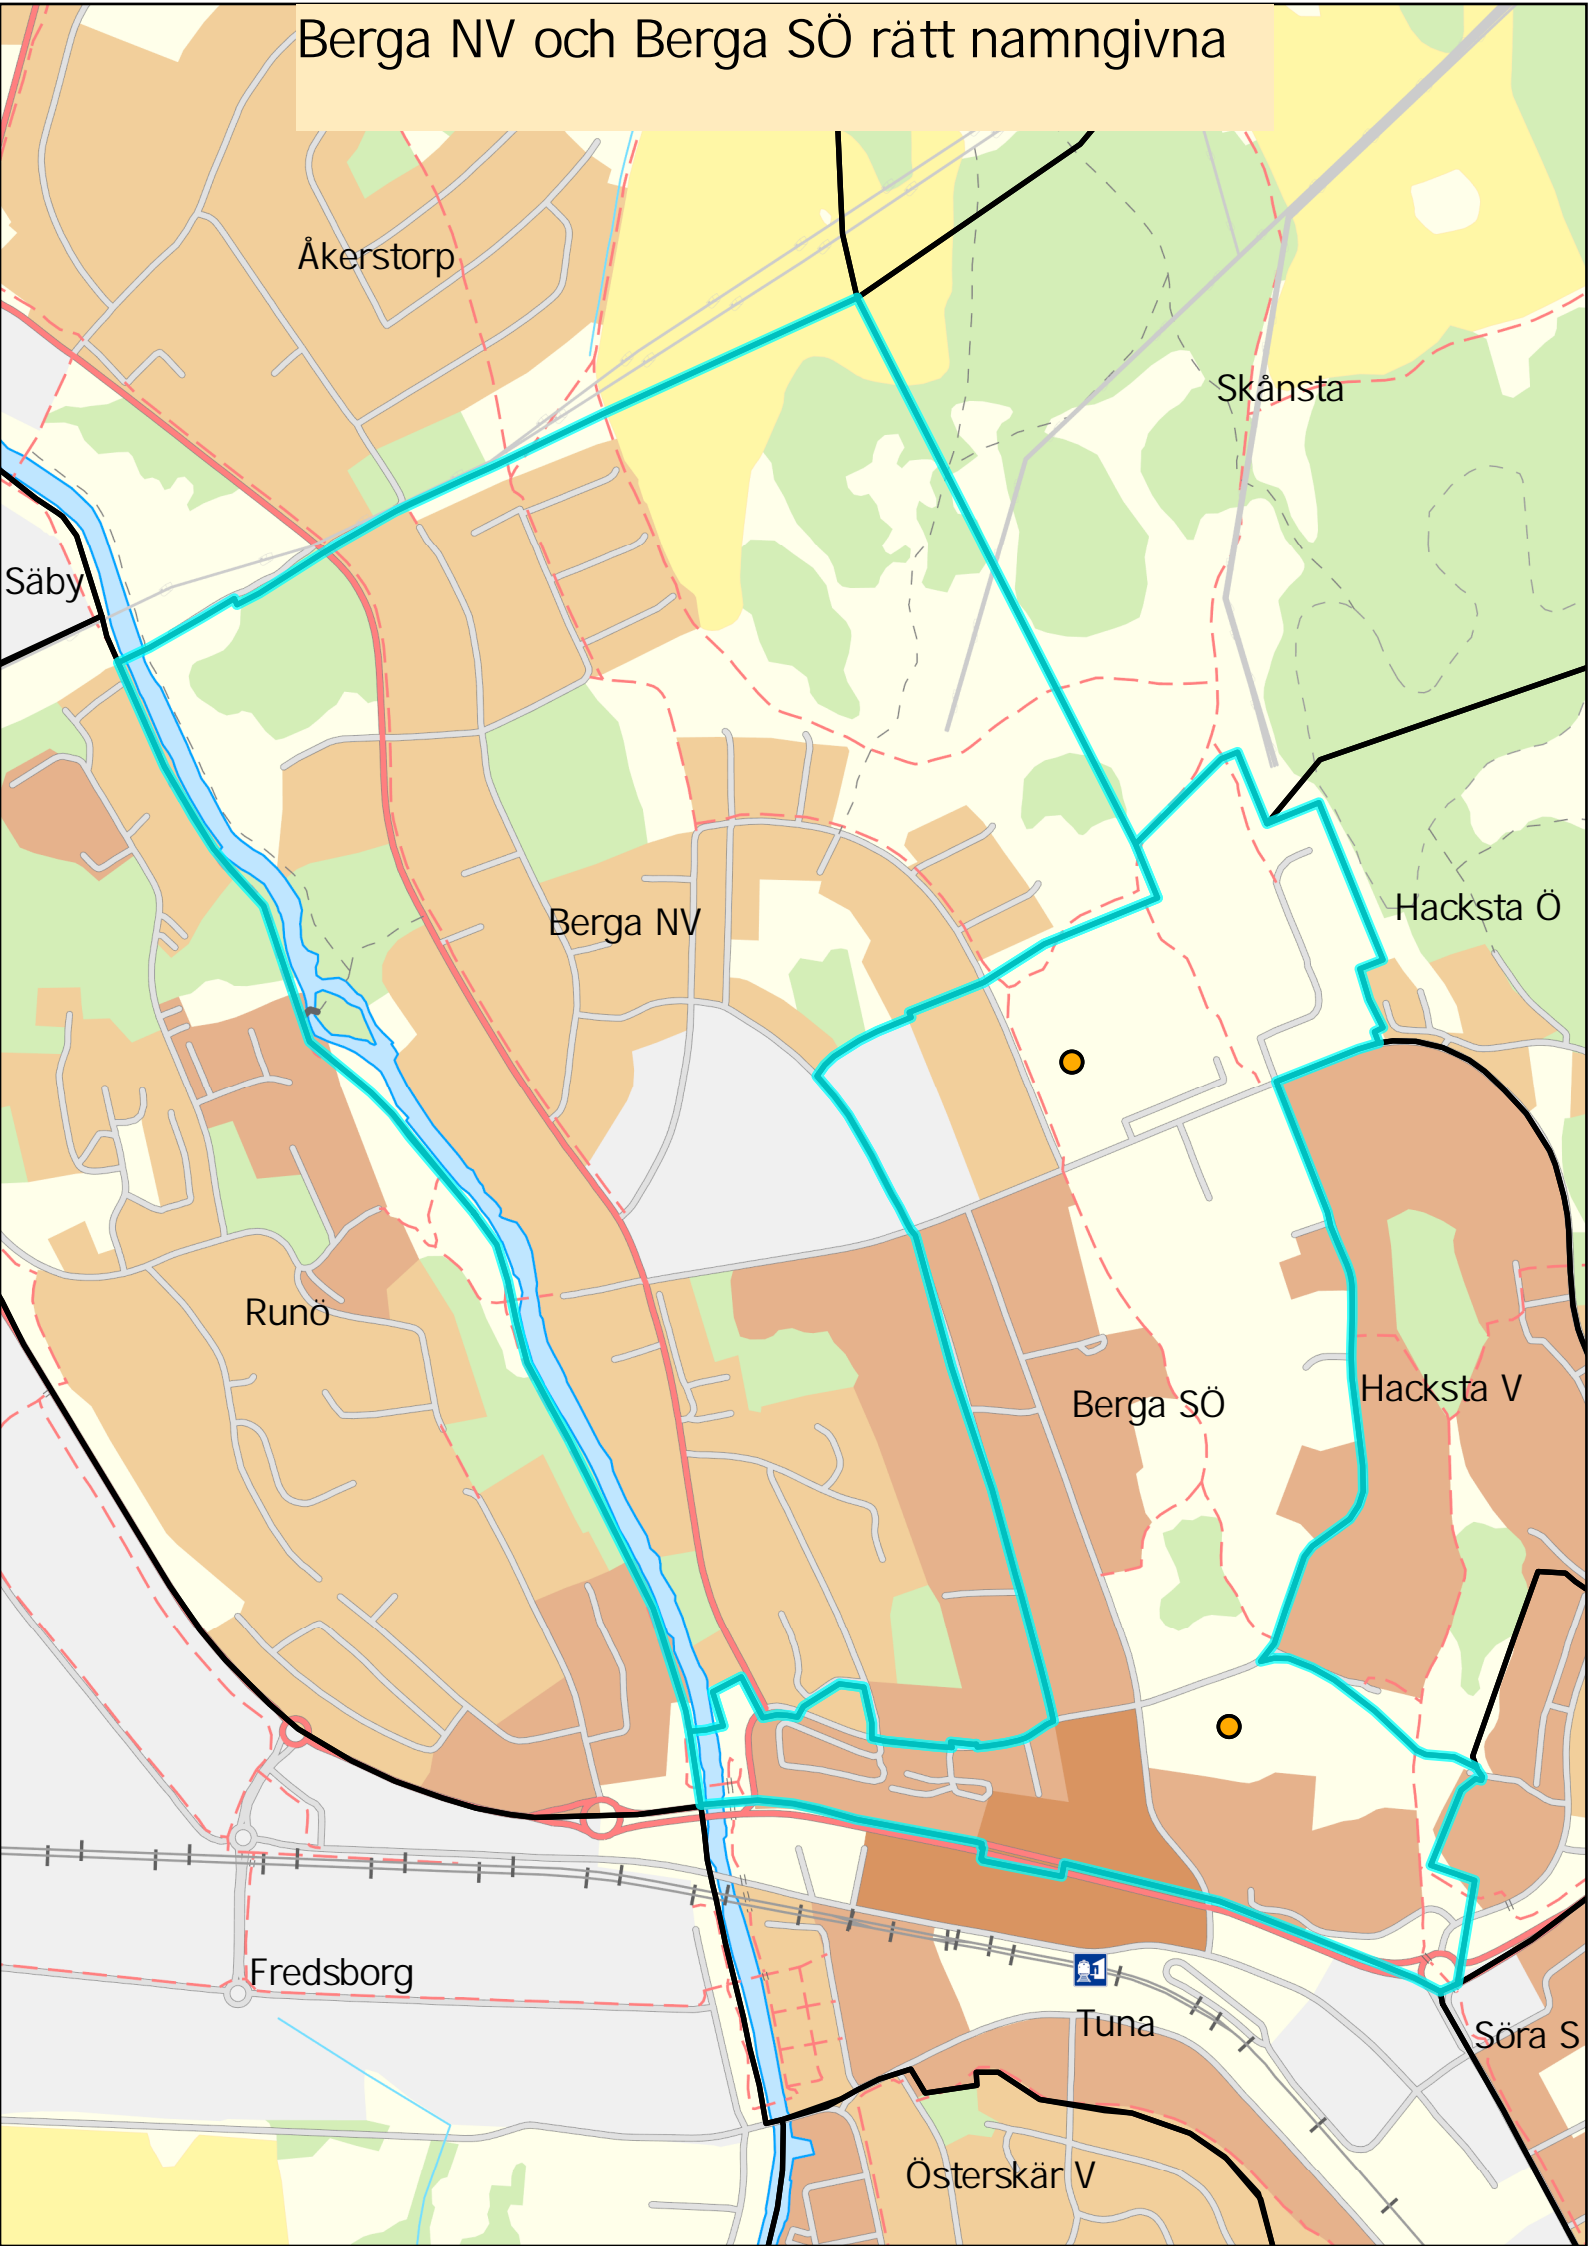 Berga NV och Berga SÖ rätt namngivna
Åkerstorp
Skånsta
Säby
Hacksta Ö
Berga NV
Runö
Hacksta V
Berga SÖ
Fredsborg
Tuna
Söra S
Österskär V